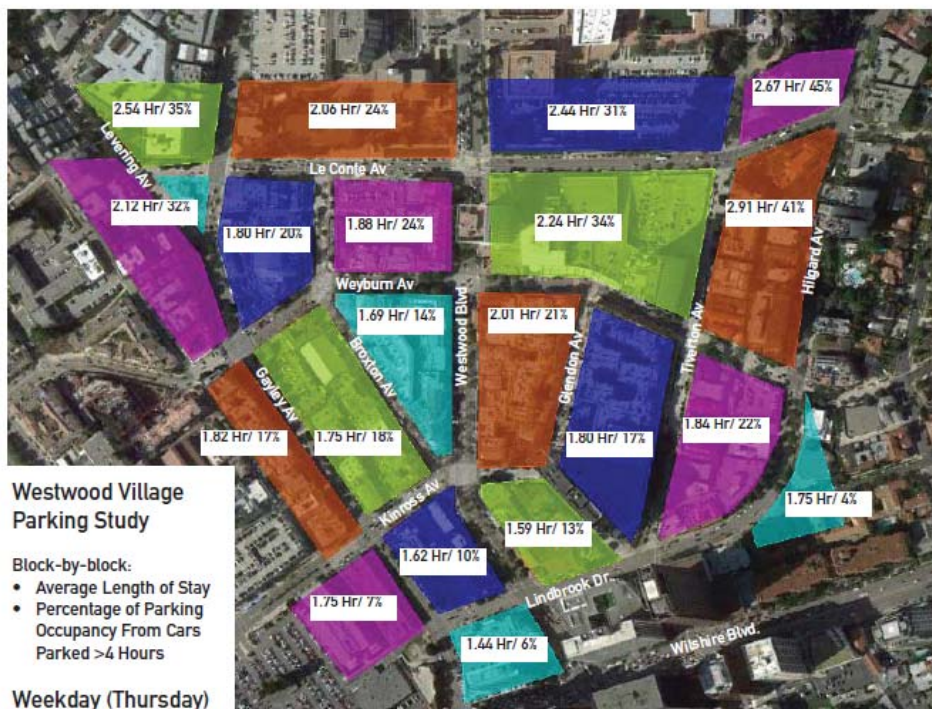 2.54 Hr/ 35%
2.06 Hr/ 24%
2.44 Hr/ 31%
2.67 Hr/ 45%
Levering Av
Le Conte Av
2.12 Hr/ 32%
1.80 Hr/ 20%
1.88 Hr/ 24%
2.24 Hr/ 34%
2.91 Hr/ 41%
Hilgard Av
Weyburn Av
1.69 Hr/ 14%
Westwood Blvd
2.01 Hr/ 21%
Glendon Av
Tiverton Av
Broxton Av
Gayley Av
1.82 Hr/ 17%
1.75 Hr/ 18%
1.80 Hr/ 17%
1.84 Hr/ 22%
Kinross Av
1.75 Hr/ 4%
1.59 Hr/ 13%
1.62 Hr/ 10%
1.75 Hr/ 7%
Lindbrook Dr.
1.44 Hr/ 6%
Wilshire Blvd.
Westwood Village
Parking Study
Block-by-block:
• Average Length of Stay
• Percentage of Parking
Occupancy From Cars
Parked >4 Hours
Weekday (Thursday)